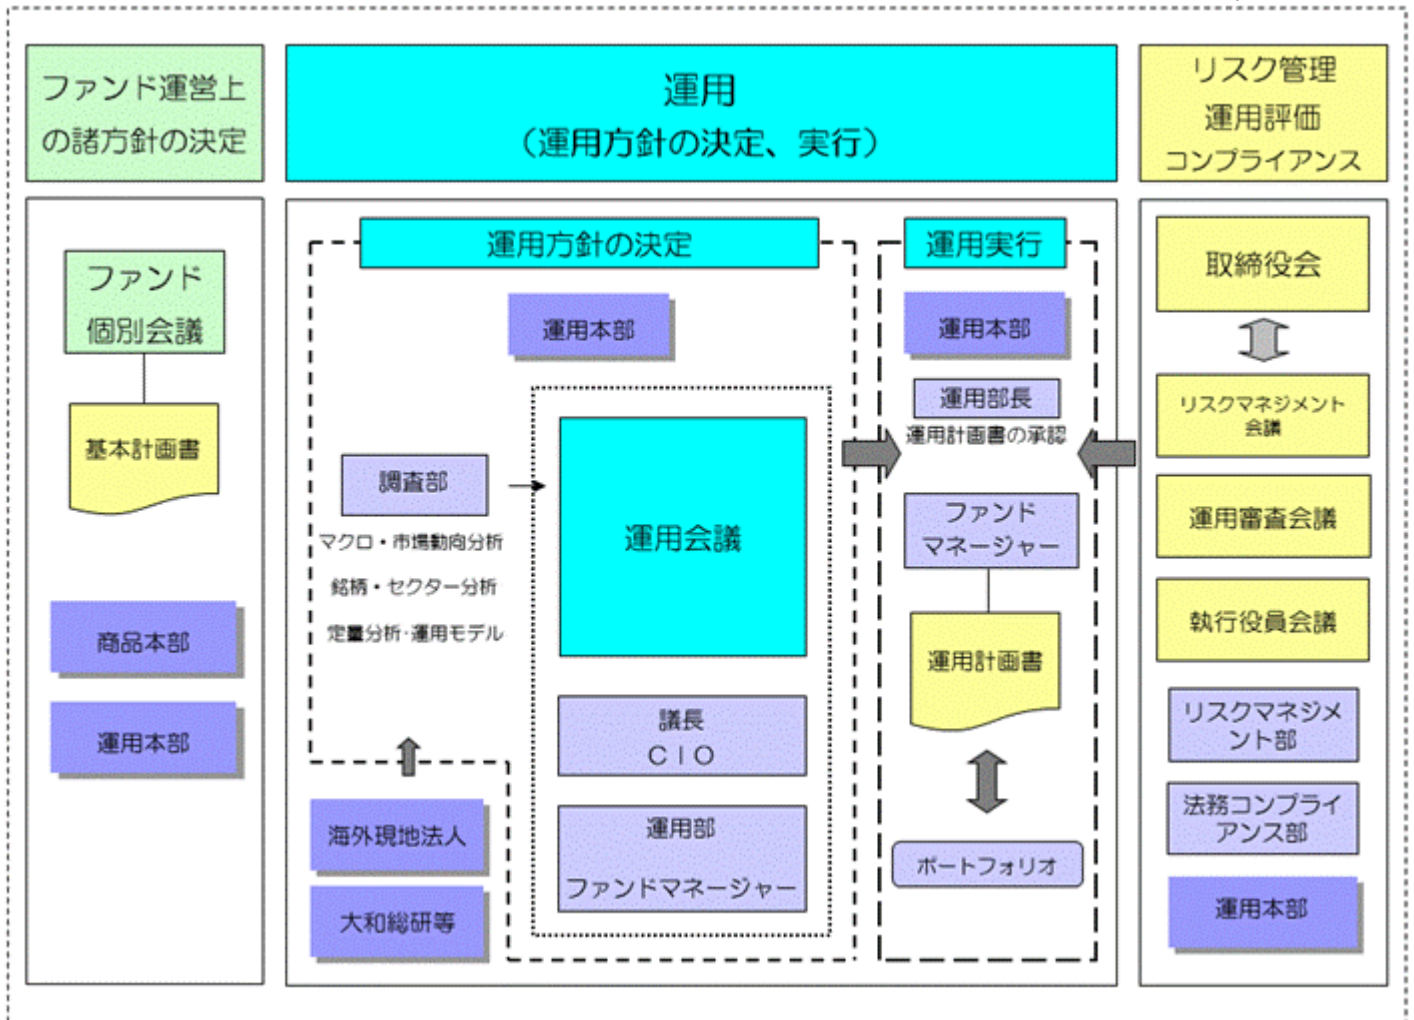 ファンド運営上
の諸方針の決定
運用
（運用方針の決定、実行）
リスク管理
運用評価
コンプライアンス
ファンド
個別会議
基本計画書
商品本部
運用本部
運用方針の決定
運用本部
調査部
マクロ・市場動向分析
銘柄・セクター分析
定量分析･運用モデル
運用会議
議長
ＣＩＯ
運用部
ファンドマネージャー
海外現地法人
大和総研等
運用実行
運用本部
運用部長
運用計画書の承認
ファンド
マネージャー
運用計画書
ポートフォリオ
取締役会
リスクマネジメント
会議
運用審査会議
執行役員会議
リスクマネジメ
ント部
法務コンプライ
アンス部
運用本部